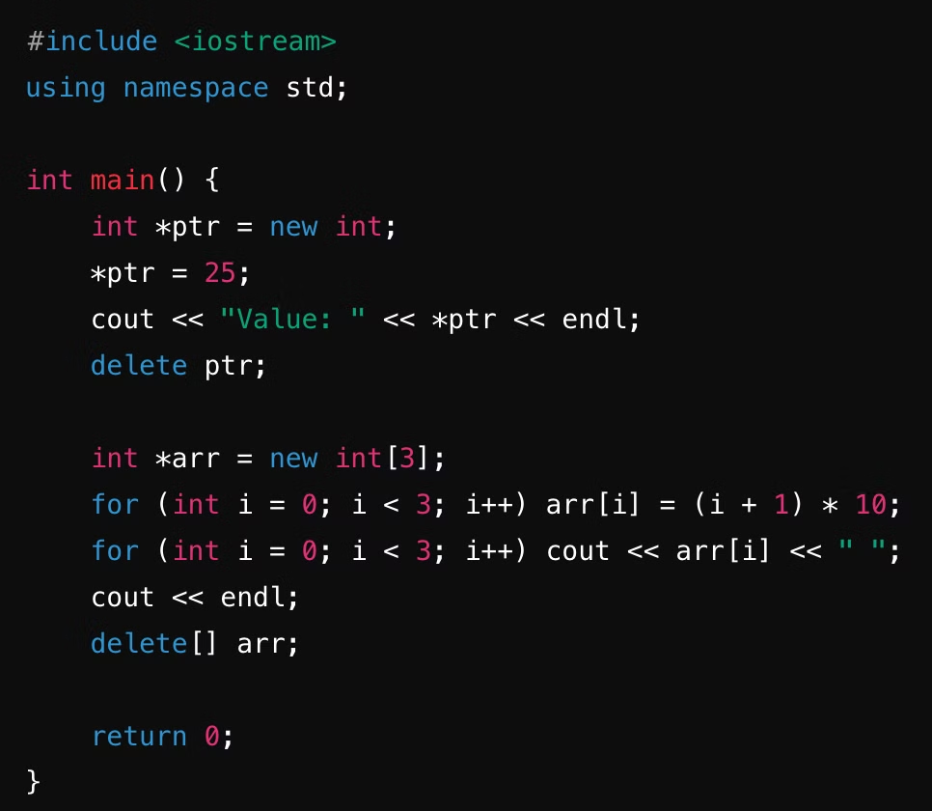 #include <iostream>
using namespace std;
int main() {
    int *ptr = new int;
    *ptr = 25;
    cout << "Value: " << *ptr << endl;
    delete ptr;
    int *arr = new int[3];
    for (int i = 0; i < 3; i++) arr[i] = (i + 1) * 10;
    for (int i = 0; i < 3; i++) cout << arr[i] << " ";
    cout << endl;
    delete[] arr;
    return 0;
}